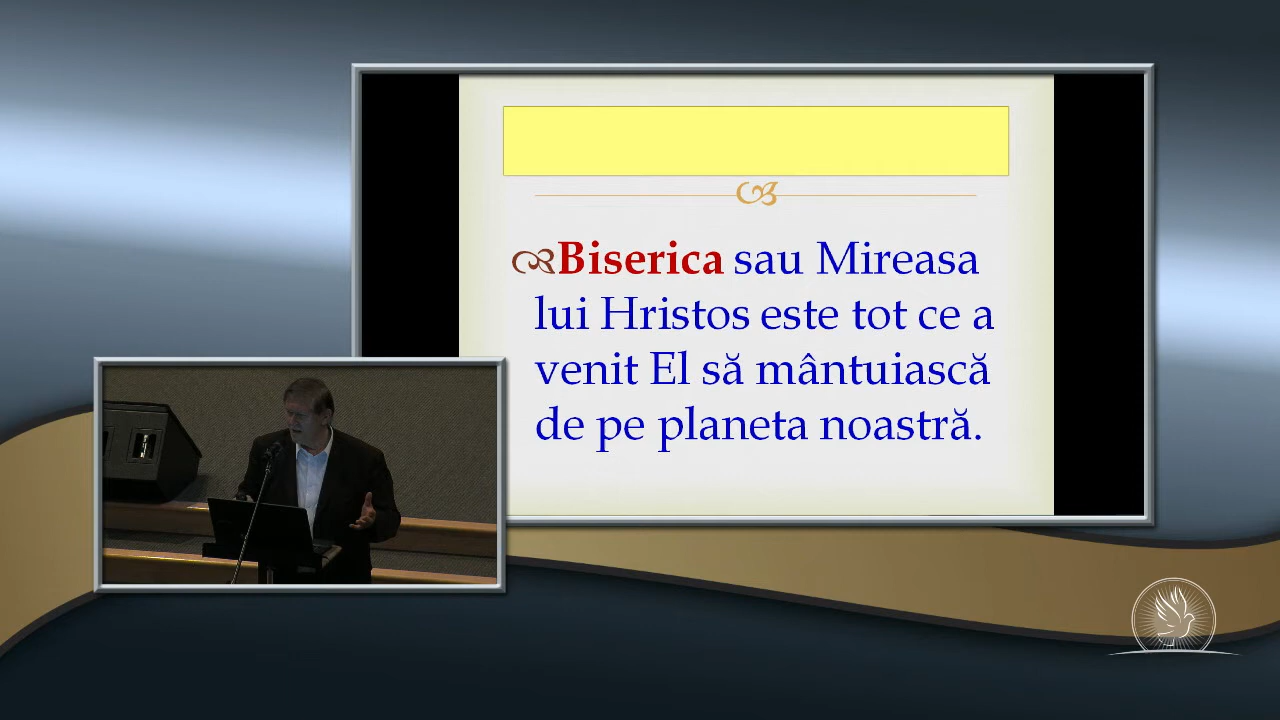 Biserica sau Mireasa
lui Hristos este tot ce a
venit El să mântuiască
de pe planeta noastră.